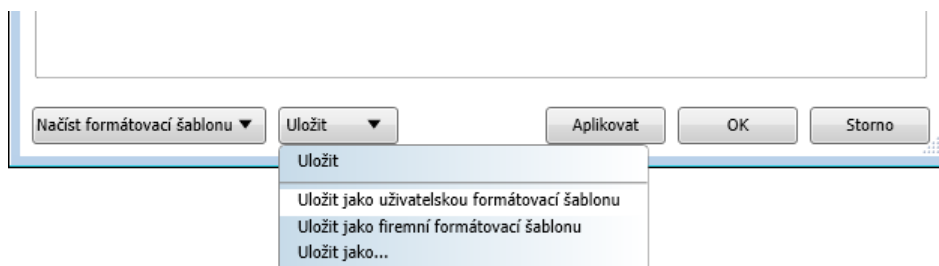 Načíst formátovací šablonu ▼ Uložit ▼ Aplikovat OK Storno
Uložit
Uložit jako uživatelskou formátovací šablonu
Uložit jako firemní formátovací šablonu
Uložit jako...